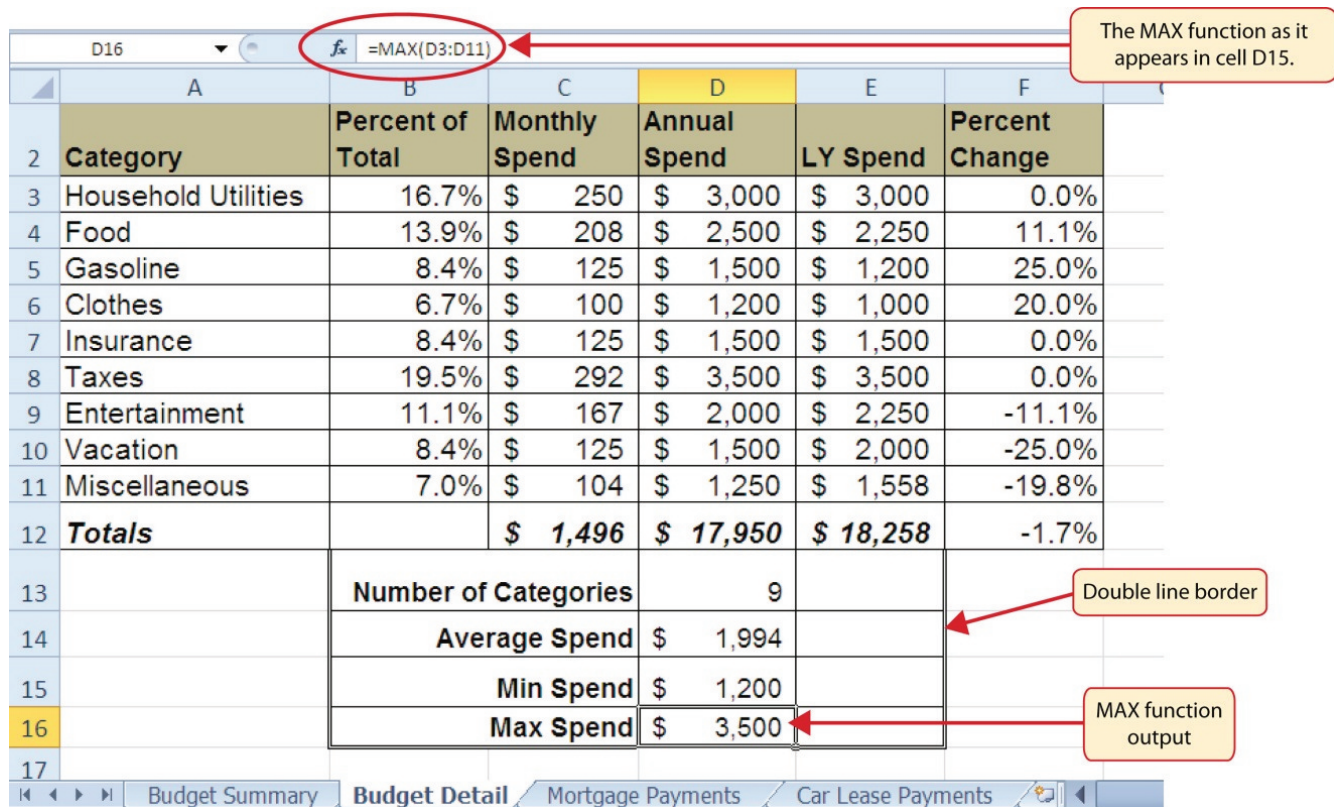 The MAX function as it
appears in cell D15.
D16 fx =MAX(D3:D11)
A B C D E F
2 Category Percent of Total Monthly Spend Annual Spend LY Spend Percent Change
3 Household Utilities 16.7% $ 250 $ 3,000 $ 3,000 0.0%
4 Food 13.9% $ 208 $ 2,500 $ 2,250 11.1%
5 Gasoline 8.4% $ 125 $ 1,500 $ 1,200 25.0%
6 Clothes 6.7% $ 100 $ 1,200 $ 1,000 20.0%
7 Insurance 8.4% $ 125 $ 1,500 $ 1,500 0.0%
8 Taxes 19.5% $ 292 $ 3,500 $ 3,500 0.0%
9 Entertainment 11.1% $ 167 $ 2,000 $ 2,250 -11.1%
10 Vacation 8.4% $ 125 $ 1,500 $ 2,000 -25.0%
11 Miscellaneous 7.0% $ 104 $ 1,250 $ 1,558 -19.8%
12 Totals $ 1,496 $ 17,950 $ 18,258 -1.7%
13 Number of Categories 9
Double line border
14 Average Spend $ 1,994
15 Min Spend $ 1,200
16 Max Spend $ 3,500
MAX function
output
17
Budget Summary Budget Detail Mortgage Payments Car Lease Payments